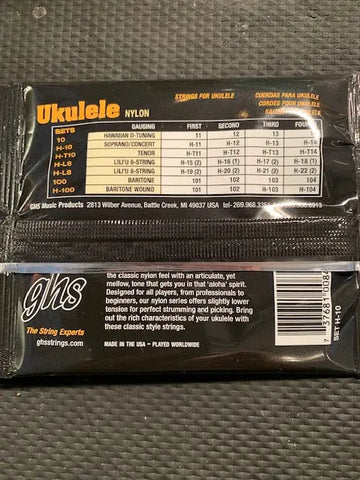 Ukulele NYLON
STRINGS FOR UKULELE
CUERDAS PARA UKULELE
CORDES POUR UKULELE
SETS GAUGING FIRST SECOND THIRD
10 HAWAIIAN D-TUNING 11 12 13
H-10 SOPRANO/CONCERT H-11 H-12 H-13 H-14
H-T10 TENOR H-T11 H-T12 H-T13 H-T14
H-L6 LILI'U 6-STRING H-15 (2) H-16 (1) H-17 (2) H-18 (1)
H-L8 LILI'U 8-STRING H-19 (2) H-20 (2) H-21 (2) H-22 (2)
100 BARITONE 101 102 103 104
H-100 BARITONE WOUND 101 102 H-103 H-104
GHS Music Products 2813 Wilber Avenue, Battle Creek, MI 49037 USA tel- 269.968.
ghs
The String Experts
ghsstrings.com
the classic nylon feel with an articulate, yet
mellow, tone that gets you in that 'aloha' spirit.
Designed for all players, from professionals to
beginners, our nylon series offers slightly lower
tension for perfect strumming and picking. Bring
out the rich characteristics of your ukulele with
these classic style strings.
MADE IN THE USA – PLAYED WORLDWIDE
7 37681 008
SET H-10